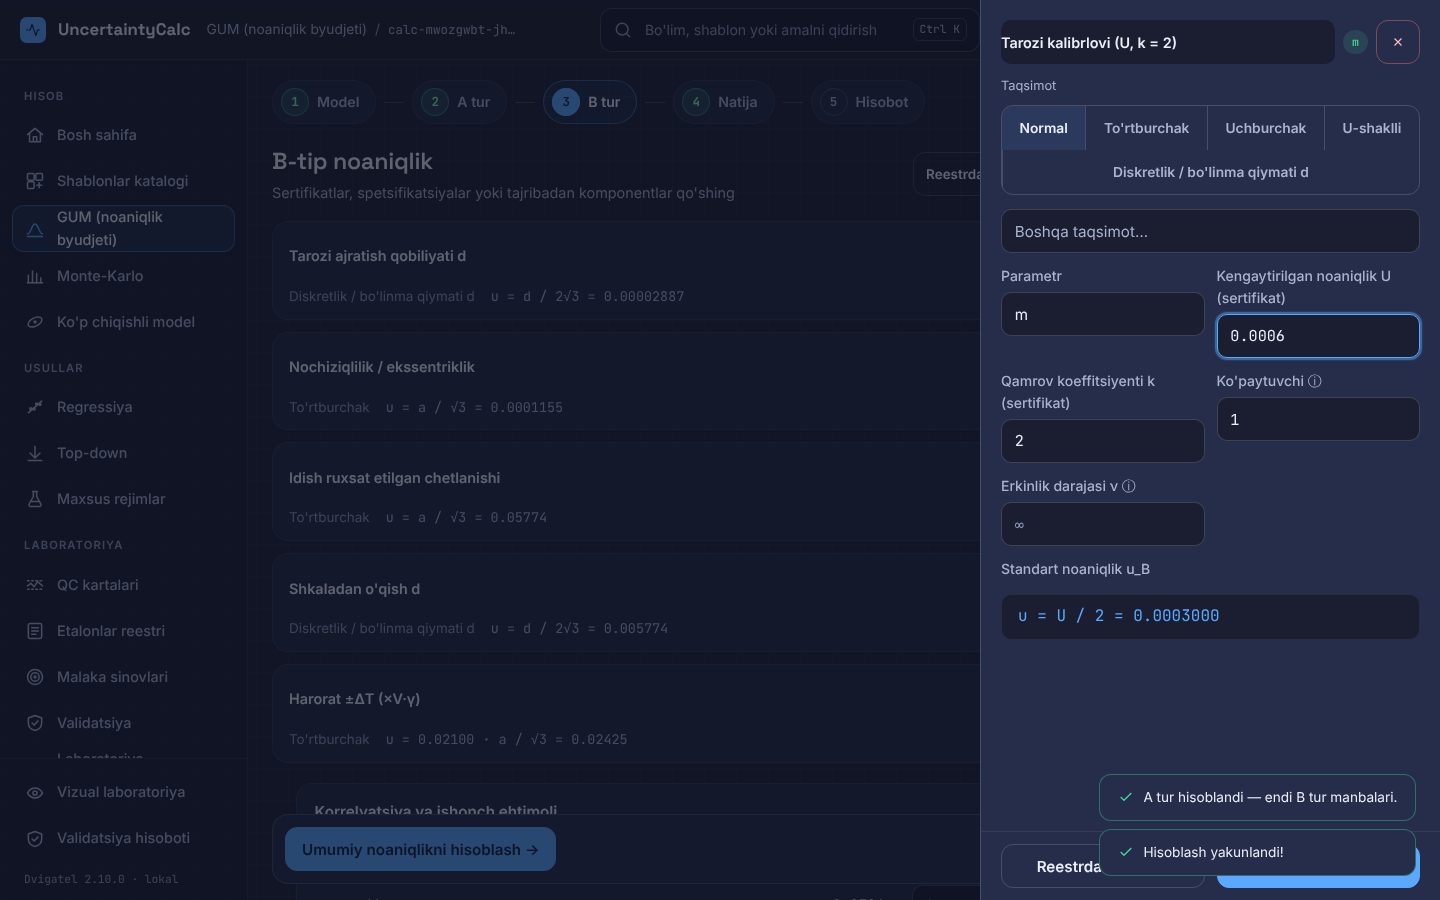 UncertaintyCalc
GUM (noaniqlik byudjeti) / calc-mwozgwbt-jh…
Bo'lim, shablon yoki amalni qidirish
Ctrl K
HISOB
Bosh sahifa
Shablonlar katalogi
GUM (noaniqlik
byudjeti)
Monte-Karlo
Ko'p chiqishli model
USULLAR
Regressiya
Top-down
Maxsus rejimlar
LABORATORIYA
QC kartalari
Etalonlar reestri
Malaka sinovlari
Validatsiya
Laboratoriya
Vizual laboratoriya
Validatsiya hisoboti
Dvigatel 2.10.0 · lokal
1 Model
2 A tur
3 B tur
4 Natija
5 Hisobot
B-tip noaniqlik
Sertifikatlar, spetsifikatsiyalar yoki tajribadan komponentlar qo'shing
Tarozi ajratish qobiliyati d
Diskretlik / bo'linma qiymati d u = d / 2√3 = 0.00002887
Nochiziqlilik / ekssentriklik
To'rtburchak u = a / √3 = 0.0001155
Idish ruxsat etilgan chetlanishi
To'rtburchak u = a / √3 = 0.05774
Shkaladan o'qish d
Diskretlik / bo'linma qiymati d u = d / 2√3 = 0.005774
Harorat ±ΔT (×V·γ)
To'rtburchak u = 0.02100 · a / √3 = 0.02425
Korrelyatsiya va ishonch ehtimoli
Umumiy noaniqlikni hisoblash →
Tarozi kalibrlovi (U, k = 2)
m
×
Taqsimot
Normal
To'rtburchak
Uchburchak
U-shaklli
Diskretlik / bo'linma qiymati d
Boshqa taqsimot…
Parametr
m
Kengaytirilgan noaniqlik U
(sertifikat)
0.0006
Qamrov koeffitsiyenti k
(sertifikat)
2
Ko'paytuvchi ⓘ
1
Erkinlik darajasi ν ⓘ
∞
Standart noaniqlik u_B
u = U / 2 = 0.0003000
A tur hisoblandi — endi B tur manbalari.
Hisoblash yakunlandi!